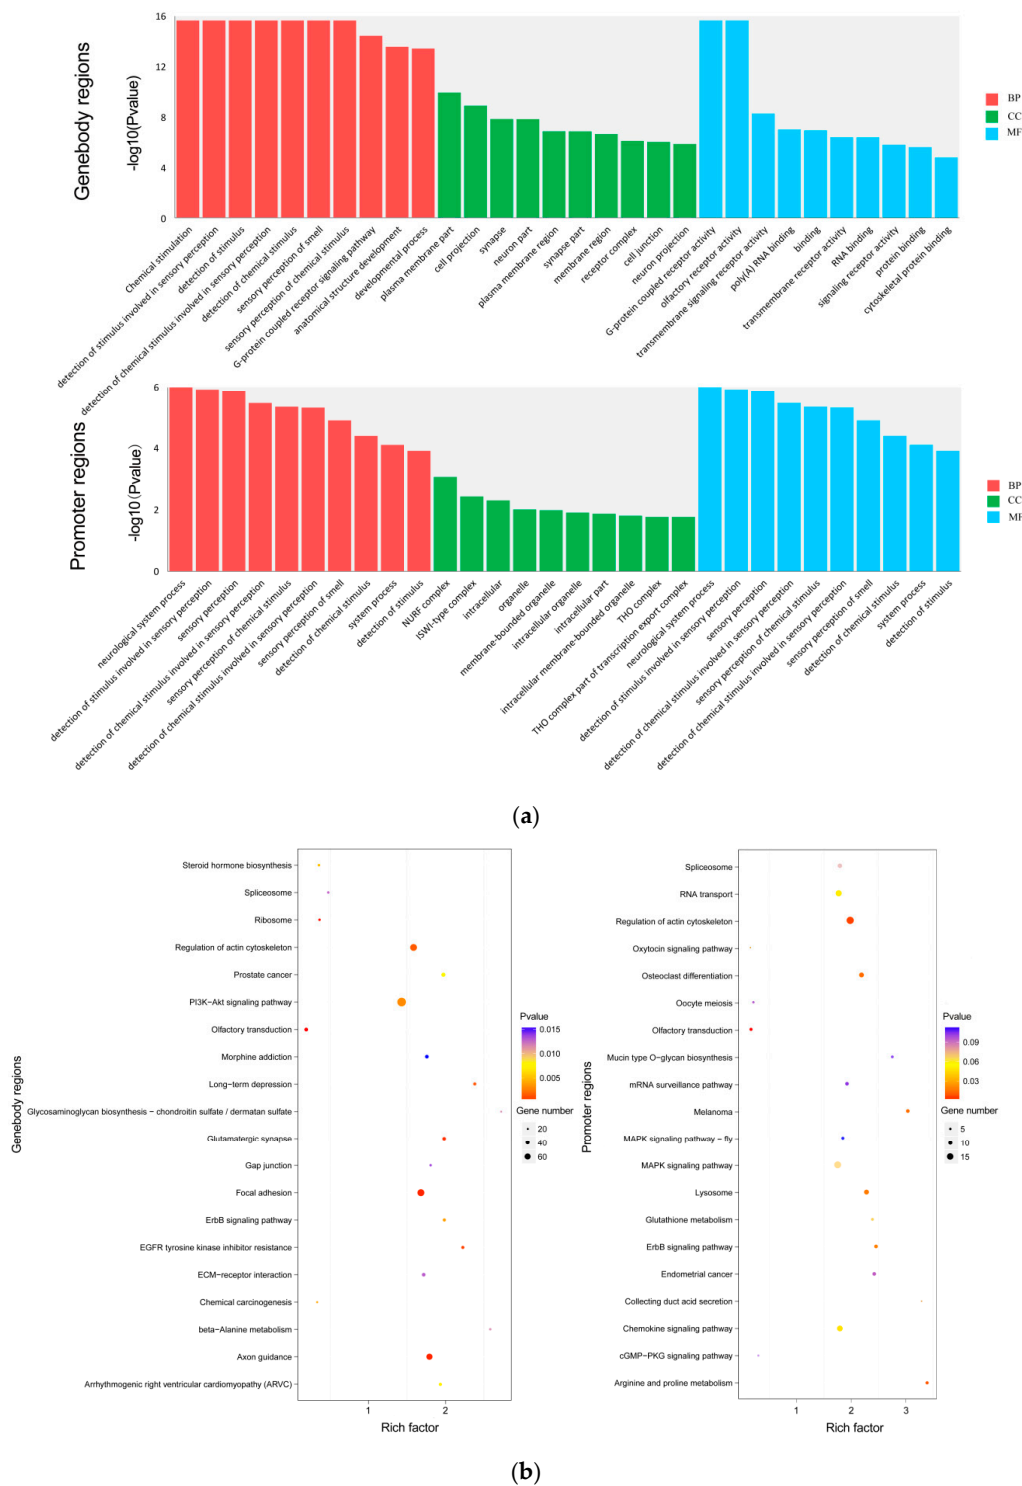 Genebody regions
-log10(Pvalue)
16
12
8
4
0
BP
CC
MF
Chemical stimulation
detection of stimulus involved in sensory perception
detection of stimulus
detection of chemical stimulus involved in sensory perception
detection of chemical stimulus
sensory perception of smell
sensory perception of chemical stimulus
G-protein coupled receptor signaling pathway
anatomical structure development
developmental process
plasma membrane part
cell projection
synapse
neuron part
plasma membrane region
synapse part
membrane region
receptor complex
cell junction
neuron projection
G-protein coupled receptor activity
olfactory receptor activity
transmembrane signaling receptor activity
poly(A) RNA binding
binding
transmembrane receptor activity
RNA binding
signaling receptor activity
protein binding
cytoskeletal protein binding
Promoter regions
-log10 (Pvalue)
6
4
2
0
BP
CC
MF
neurological system process
detection of stimulus involved in sensory perception
sensory perception
detection of chemical stimulus involved in sensory perception
sensory perception of chemical stimulus
detection of chemical stimulus involved in sensory perception of smell
sensory perception of smell
detection of chemical stimulus
system process
detection of stimulus
NURF complex
ISWI-type complex
intracellular
organelle
membrane-bounded organelle
intracellular organelle
intracellular part
intracellular membrane-bounded organelle
THO complex
THO complex part of transcription export complex
neurological system process
detection of stimulus involved in sensory perception
sensory perception
detection of chemical stimulus involved in sensory perception
sensory perception of chemical stimulus
detection of chemical stimulus involved in sensory perception of smell
detection of chemical stimulus
system process
detection of stimulus
(a)
Genebody regions
Steroid hormone biosynthesis
Spliceosome
Ribosome
Regulation of actin cytoskeleton
Prostate cancer
PI3K−Akt signaling pathway
Olfactory transduction
Morphine addiction
Long−term depression
Glycosaminoglycan biosynthesis − chondroitin sulfate / dermatan sulfate
Glutamatergic synapse
Gap junction
Focal adhesion
ErbB signaling pathway
EGFR tyrosine kinase inhibitor resistance
ECM−receptor interaction
Chemical carcinogenesis
beta−Alanine metabolism
Axon guidance
Arrhythmogenic right ventricular cardiomyopathy (ARVC)
1 2
Rich factor
Pvalue
0.015
0.010
0.005
Gene number
20
40
60
Promoter regions
Spliceosome
RNA transport
Regulation of actin cytoskeleton
Oxytocin signaling pathway
Osteoclast differentiation
Oocyte meiosis
Olfactory transduction
Mucin type O−glycan biosynthesis
mRNA surveillance pathway
Melanoma
MAPK signaling pathway − fly
MAPK signaling pathway
Lysosome
Glutathione metabolism
ErbB signaling pathway
Endometrial cancer
Collecting duct acid secretion
Chemokine signaling pathway
cGMP−PKG signaling pathway
Arginine and proline metabolism
1 2 3
Rich factor
Pvalue
0.09
0.06
0.03
Gene number
5
10
15
(b)